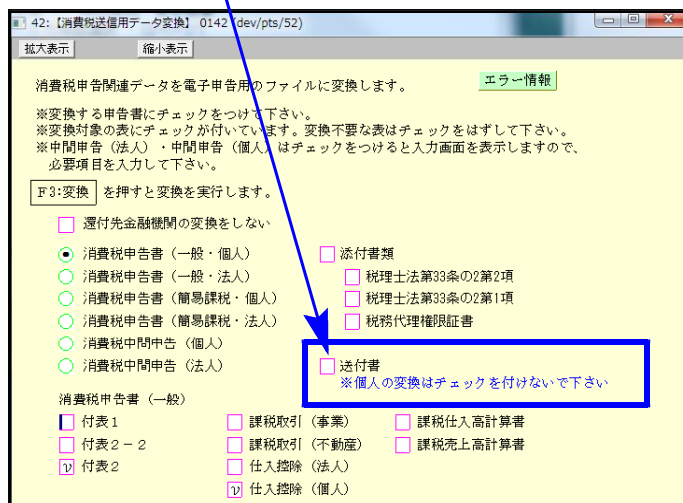 42:【消費税送信用データ変換】 0142 (dev/pts/52)
拡大表示 縮小表示
消費税申告関連データを電子申告用のファイルに変換します。 エラー情報
※変換する申告書にチェックをつけて下さい。
※変換対象の表にチェックが付いています。変換不要な表はチェックをはずして下さい。
※中間申告（法人）・中間申告（個人）はチェックをつけると入力画面を表示しますので、
必要項目を入力して下さい。
F3:変換 を押すと変換を実行します。
還付先金融機関の変換をしない
消費税申告書（一般・個人） 添付書類
消費税申告書（一般・法人） 税理士法第33条の2第2項
消費税申告書（簡易課税・個人） 税理士法第33条の2第1項
消費税申告書（簡易課税・法人） 税務代理権限証書
消費税中間申告（個人）
消費税中間申告（法人） 送付書
※個人の変換はチェックを付けないで下さい
消費税申告書（一般）
付表1 課税取引（事業） 課税仕入高計算書
付表2－2 課税取引（不動産） 課税売上高計算書
付表2 仕入控除（法人）
仕入控除（個人）